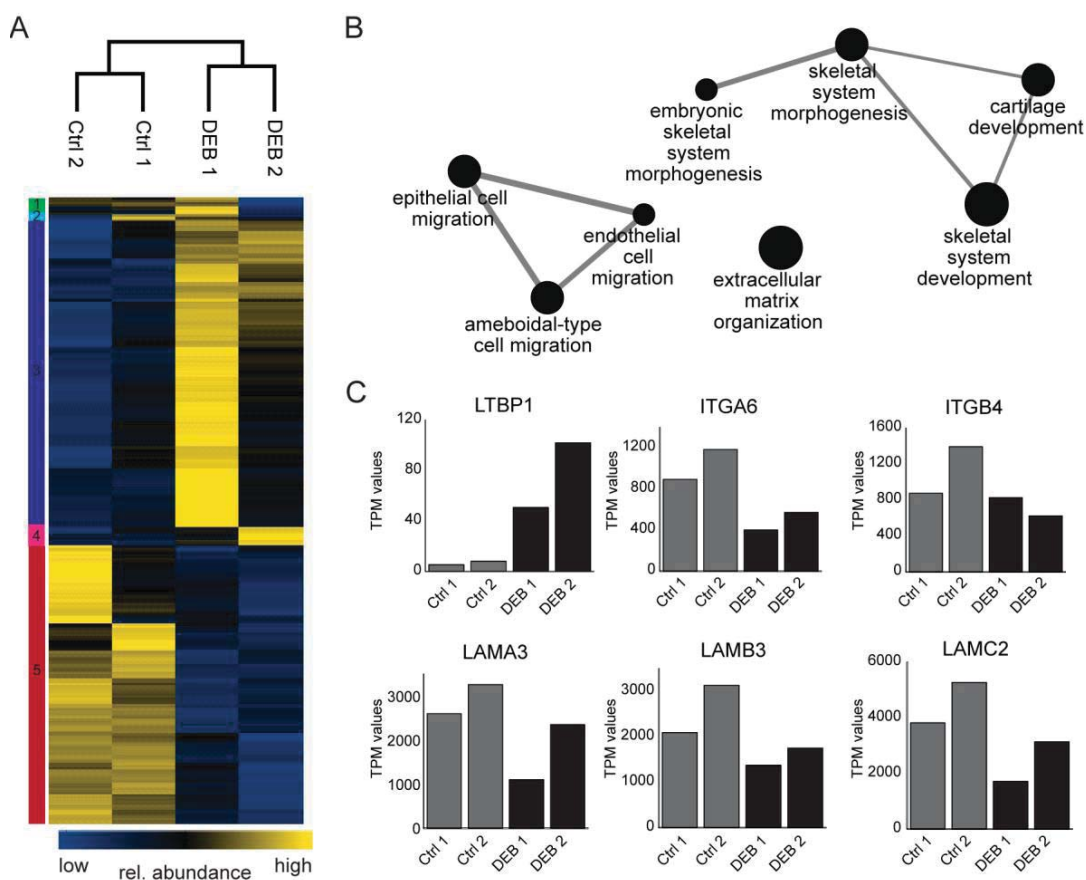 A
Ctrl 2
Ctrl 1
DEB 1
DEB 2
1
2
3
4
5
low
rel. abundance
high
B
skeletal
system
morphogenesis
embryonic
skeletal
system
morphogenesis
cartilage
development
epithelial cell
migration
endothelial
cell
migration
skeletal
system
development
extracellular
matrix
organization
ameboidal-type
cell migration
C
LTBP1
TPM values
120
80
40
0
Ctrl 1
Ctrl 2
DEB 1
DEB 2
ITGA6
TPM values
1200
800
400
0
Ctrl 1
Ctrl 2
DEB 1
DEB 2
ITGB4
TPM values
1600
1200
800
400
0
Ctrl 1
Ctrl 2
DEB 1
DEB 2
LAMA3
TPM values
3000
2000
1000
0
Ctrl 1
Ctrl 2
DEB 1
DEB 2
LAMB3
TPM values
3000
2000
1000
0
Ctrl 1
Ctrl 2
DEB 1
DEB 2
LAMC2
TPM values
6000
4000
2000
0
Ctrl 1
Ctrl 2
DEB 1
DEB 2